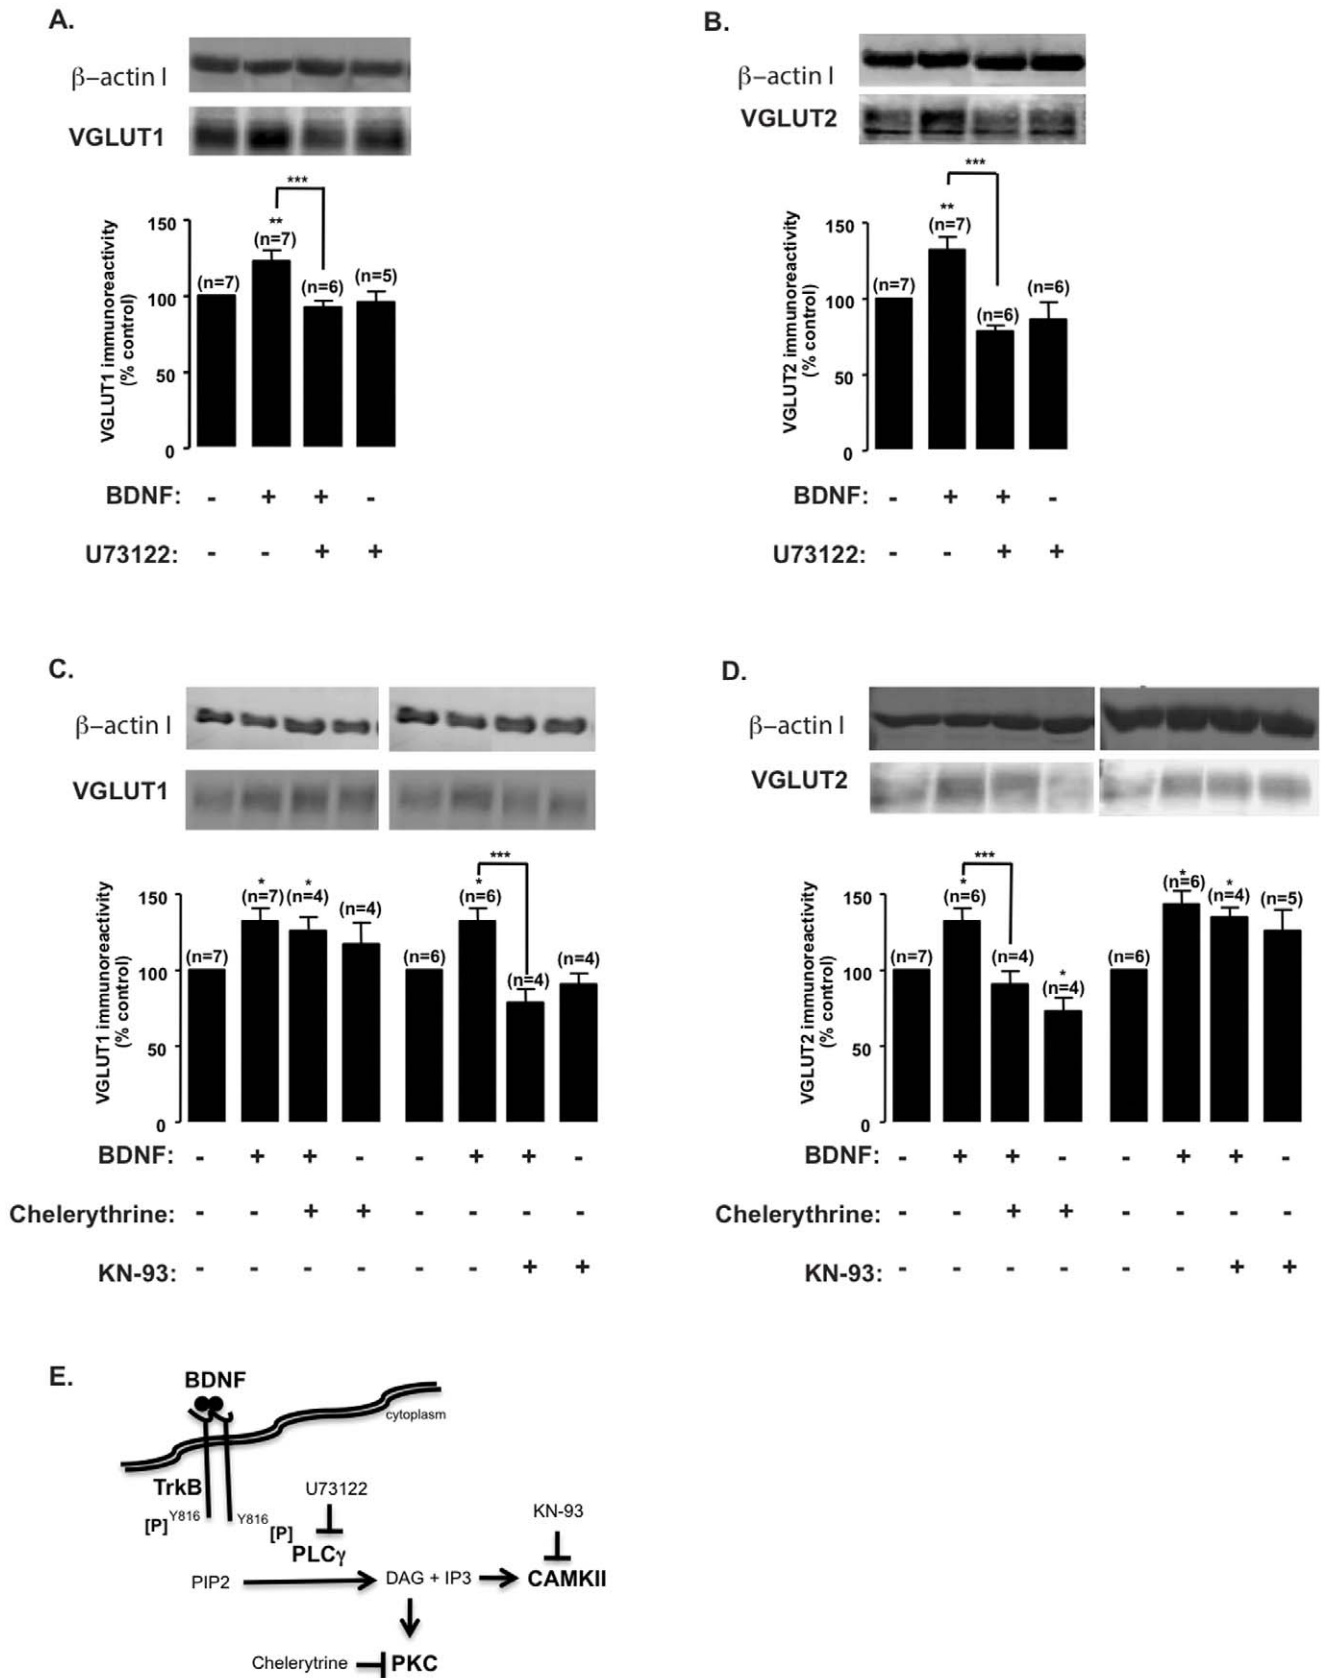 A.
β–actin I
VGLUT1
***
**
(n=7)
(n=7)
(n=6)
(n=5)
150
100
50
0
VGLUT1 immunoreactivity
(% control)
BDNF: - + + -
U73122: - - + +
B.
β–actin I
VGLUT2
***
**
(n=7)
(n=7)
(n=6)
(n=6)
150
100
50
0
VGLUT2 immunoreactivity
(% control)
BDNF: - + + -
U73122: - - + +
C.
β–actin I
VGLUT1
***
* * *
(n=7) (n=7) (n=4) (n=4) (n=6) (n=6) (n=4) (n=4)
150
100
50
0
VGLUT1 immunoreactivity
(% control)
BDNF: - + + - - + + -
Chelerythrine: - - + + - - - -
KN-93: - - - - - - + +
D.
β–actin I
VGLUT2
***
* * * *
(n=7) (n=6) (n=4) (n=4) (n=6) (n=6) (n=4) (n=5)
150
100
50
0
VGLUT2 immunoreactivity
(% control)
BDNF: - + + - - + + -
Chelerythrine: - - + + - - - -
KN-93: - - - - - - + +
E.
BDNF
cytoplasm
TrkB
U73122
[P] Y816 Y816 [P]
KN-93
PLCγ
PIP2 DAG + IP3 CAMKII
Chelerytrine PKC